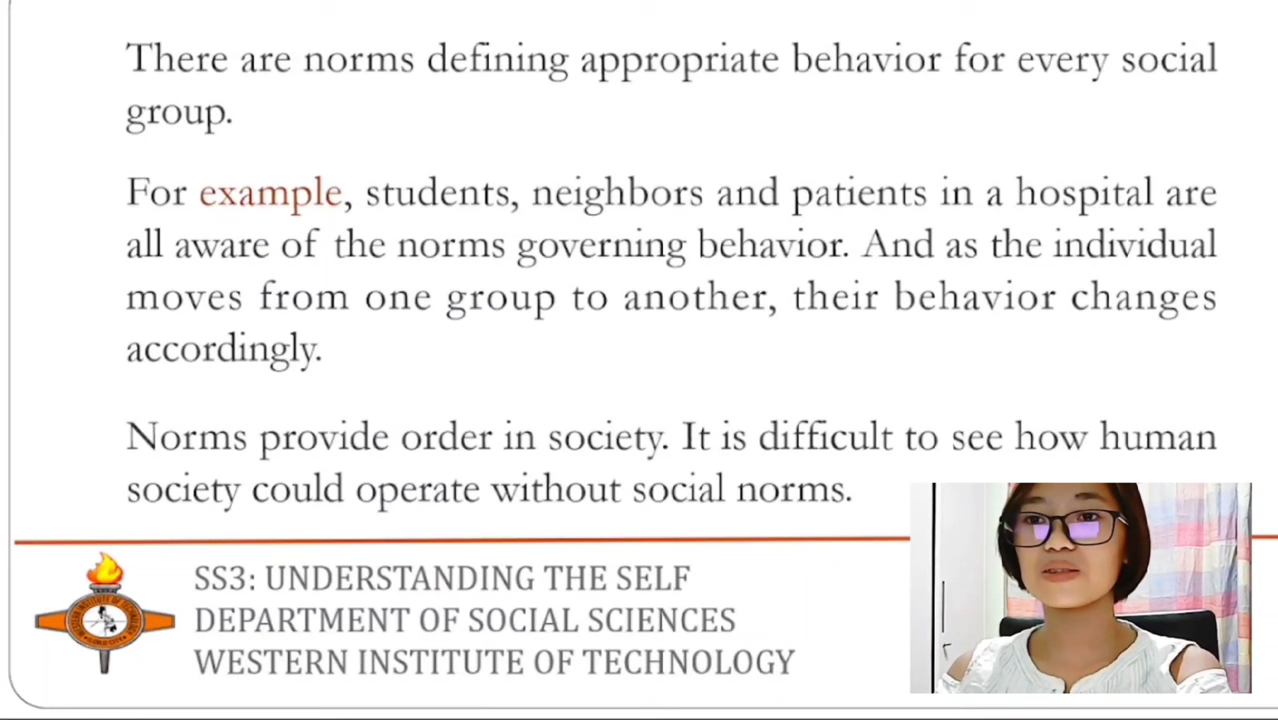 There are norms defining appropriate behavior for every social
group.
For example, students, neighbors and patients in a hospital are
all aware of the norms governing behavior. And as the individual
moves from one group to another, their behavior changes
accordingly.
Norms provide order in society. It is difficult to see how human
society could operate without social norms.
SS3: UNDERSTANDING THE SELF
DEPARTMENT OF SOCIAL SCIENCES
WESTERN INSTITUTE OF TECHNOLOGY